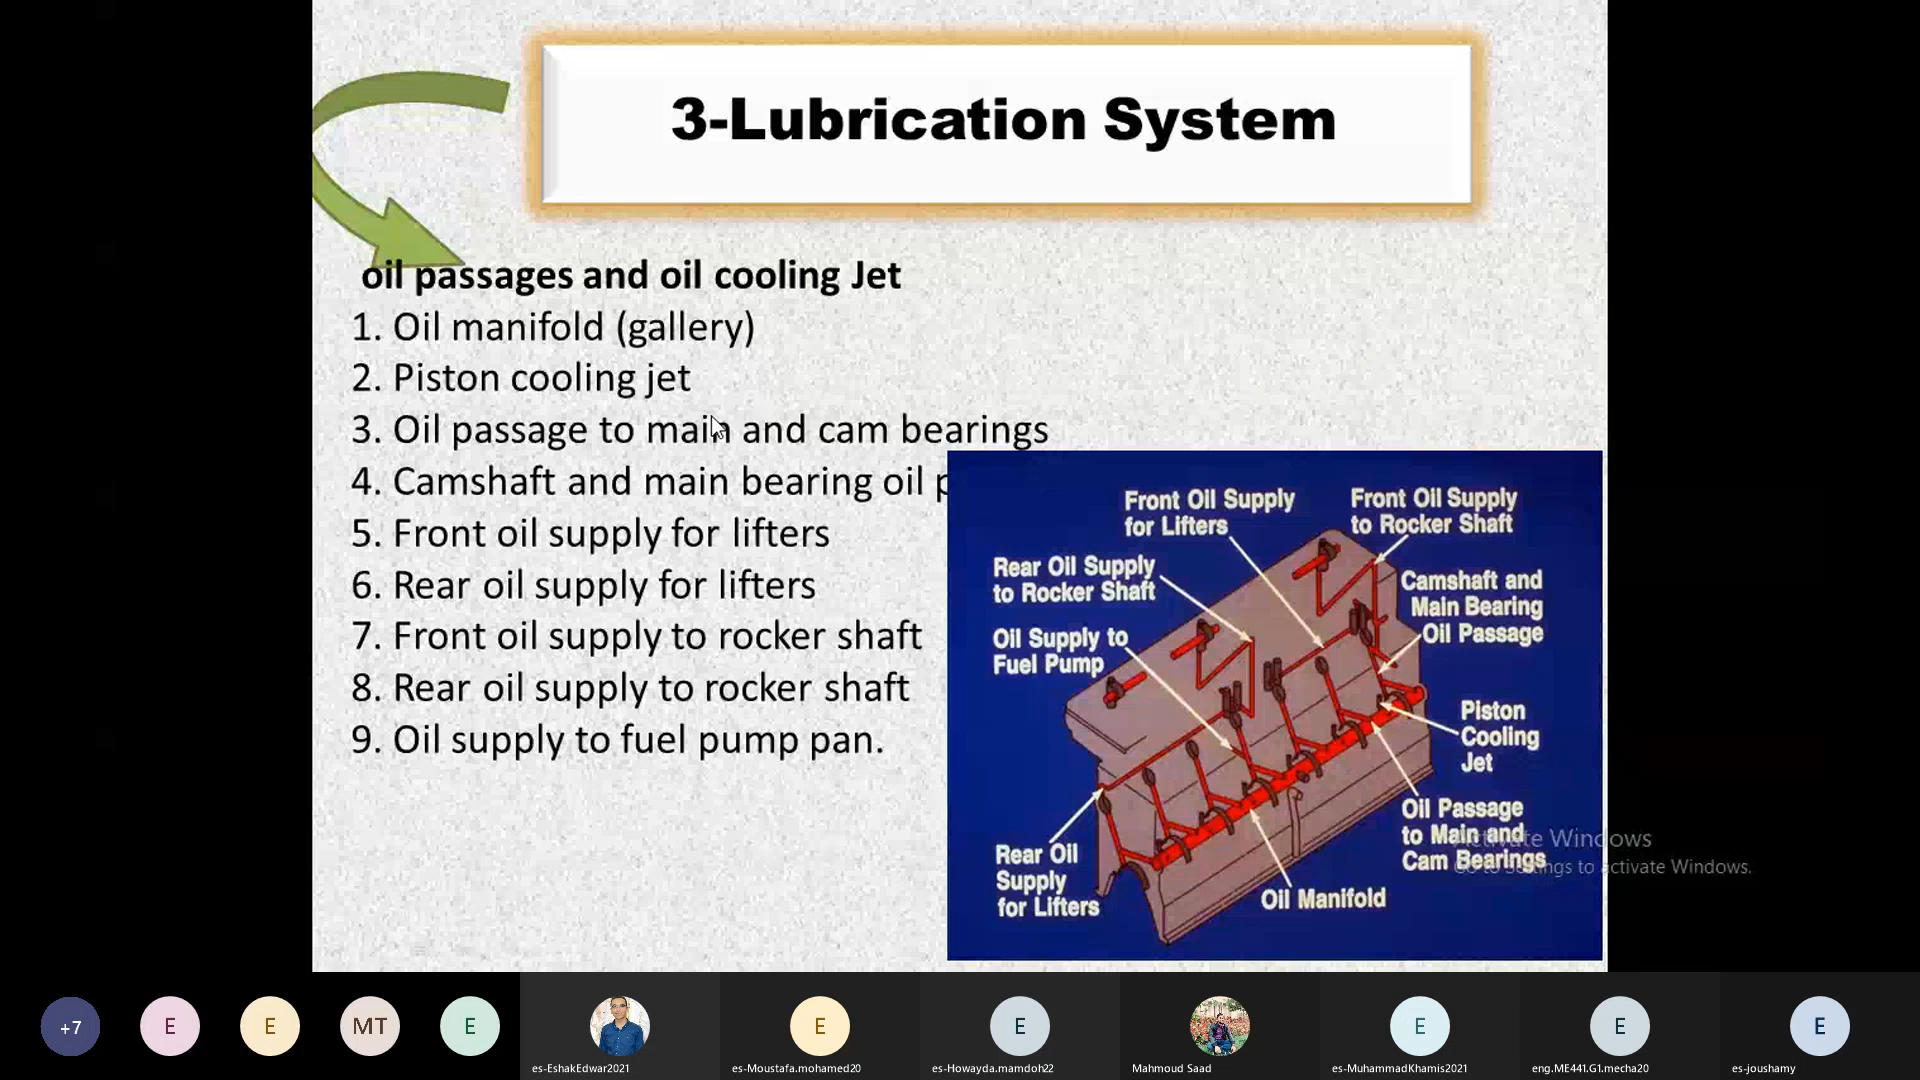 3-Lubrication System
oil passages and oil cooling Jet
1. Oil manifold (gallery)
2. Piston cooling jet
3. Oil passage to main and cam bearings
4. Camshaft and main bearing oil p
5. Front oil supply for lifters
6. Rear oil supply for lifters
7. Front oil supply to rocker shaft
8. Rear oil supply to rocker shaft
9. Oil supply to fuel pump pan.
Front Oil Supply
for Lifters
Front Oil Supply
to Rocker Shaft
Rear Oil Supply
to Rocker Shaft
Camshaft and
Main Bearing
Oil Passage
Oil Supply to
Fuel Pump
Piston
Cooling
Jet
Oil Passage
to Main and
Cam Bearings
Rear Oil
Supply
for Lifters
Oil Manifold
Activate Windows
Go to Settings to activate Windows.
+7
E
E
MT
E
E
E
E
E
E
es-EshakEdwar2021
es-Moustafa.mohamed20
es-Howayda.mamdoh22
Mahmoud Saad
es-MuhammadKhamis2021
eng.ME441.G1.mecha20
es-joushamy